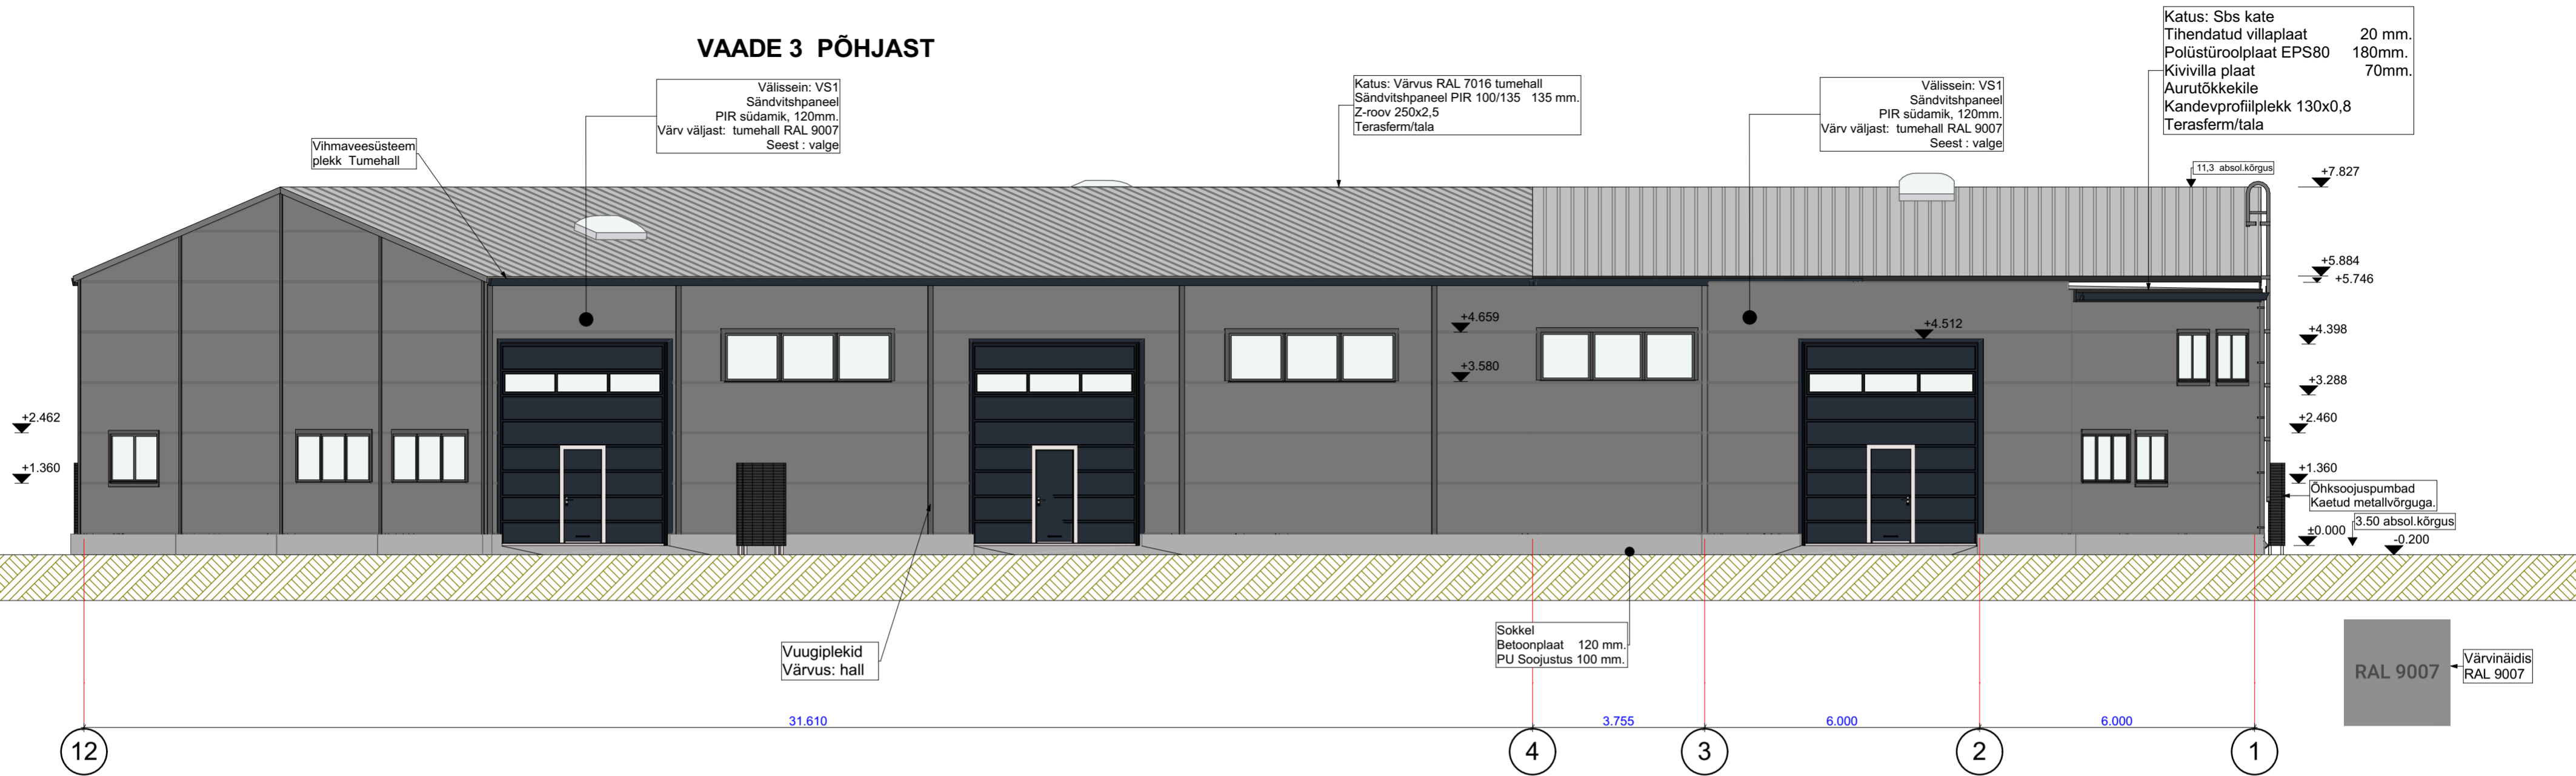 VAADE 3 PÕHJAST
Välissein: VS1
Sändvitshpaneel
PIR südamik, 120mm.
Värv väljast: tumehall RAL 9007
Seest : valge
Vihmaveesüsteem
plekk Tumehall
Katus: Värvus RAL 7016 tumehall
Sändvitshpaneel PIR 100/135 135 mm.
Z-roov 250x2,5
Terasferm/tala
Välissein: VS1
Sändvitshpaneel
PIR südamik, 120mm.
Värv väljast: tumehall RAL 9007
Seest : valge
Katus: Sbs kate
Tihendatud villaplaat 20 mm.
Polüstüroolplaat EPS80 180mm.
Kivivilla plaat 70mm.
Aurutõkkekile
Kandevprofiilplekk 130x0,8
Terasferm/tala
11,3 absol.kõrgus
+7.827
+5.884
+5.746
+4.659
+4.512
+4.398
+3.580
+3.288
+2.462
+2.460
+1.360
+1.360
Õhksoojuspumbad
Kaetud metallvõrguga.
3.50 absol.kõrgus
±0.000
-0.200
Vuugiplekid
Värvus: hall
Sokkel
Betoonplaat 120 mm.
PU Soojustus 100 mm.
RAL 9007
Värvinäidis
RAL 9007
31.610
3.755
6.000
6.000
12
4
3
2
1